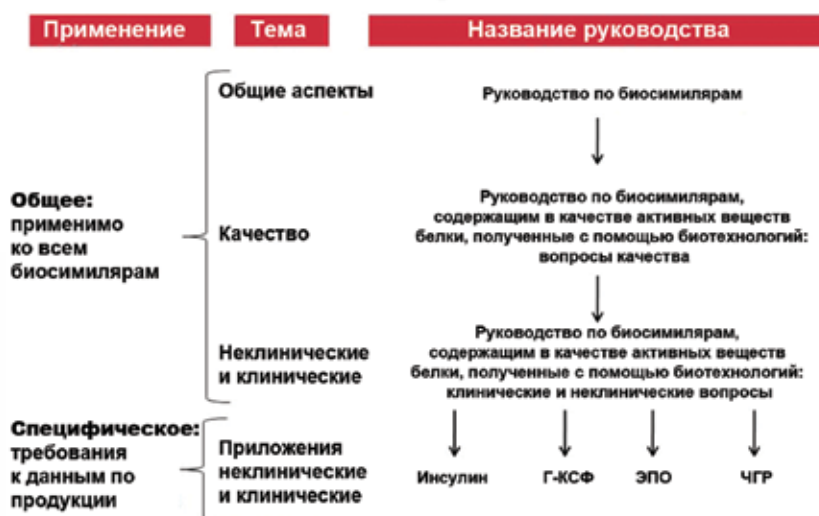 Применение Тема Название руководства
Общие аспекты
Руководство по биосимилярам
Общее:
применимо
ко всем
биосимилярам
Качество
Руководство по биосимилярам,
содержащим в качестве активных веществ
белки, полученные с помощью биотехнологий:
вопросы качества
Неклинические
и клинические
Руководство по биосимилярам,
содержащим в качестве активных веществ
белки, полученные с помощью биотехнологий:
клинические и неклинические вопросы
Специфическое:
требования
к данным по
продукции
Приложения
неклинические
и клинические
Инсулин Г-КСФ ЭПО ЧГР